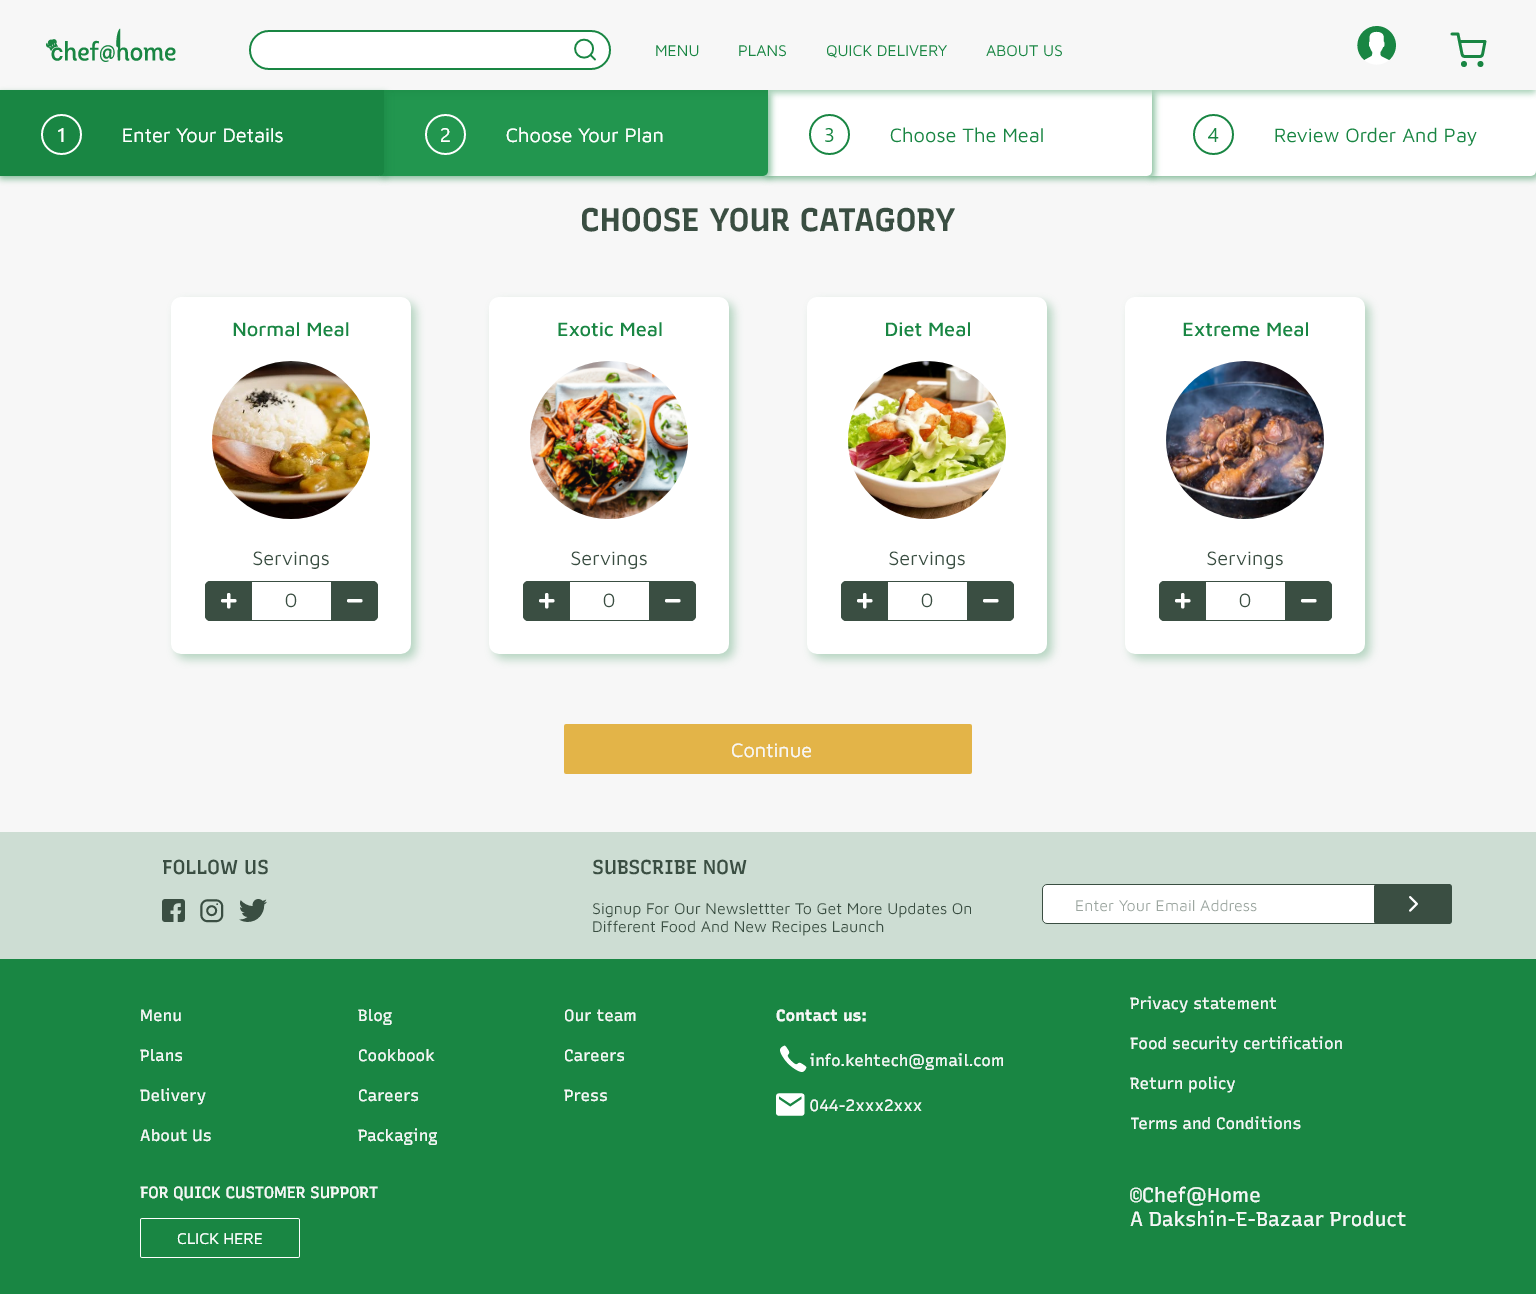 chef@home
MENU PLANS QUICK DELIVERY ABOUT US
1 Enter Your Details
2 Choose Your Plan
3 Choose The Meal
4 Review Order And Pay
CHOOSE YOUR CATAGORY
Normal Meal
Servings
+ 0 −
Exotic Meal
Servings
+ 0 −
Diet Meal
Servings
+ 0 −
Extreme Meal
Servings
+ 0 −
Continue
FOLLOW US
SUBSCRIBE NOW
Signup For Our Newslettter To Get More Updates On
Different Food And New Recipes Launch
Enter Your Email Address
Menu
Plans
Delivery
About Us
Blog
Cookbook
Careers
Packaging
Our team
Careers
Press
Contact us:
info.kehtech@gmail.com
044-2xxx2xxx
Privacy statement
Food security certification
Return policy
Terms and Conditions
FOR QUICK CUSTOMER SUPPORT
CLICK HERE
©Chef@Home
A Dakshin-E-Bazaar Product